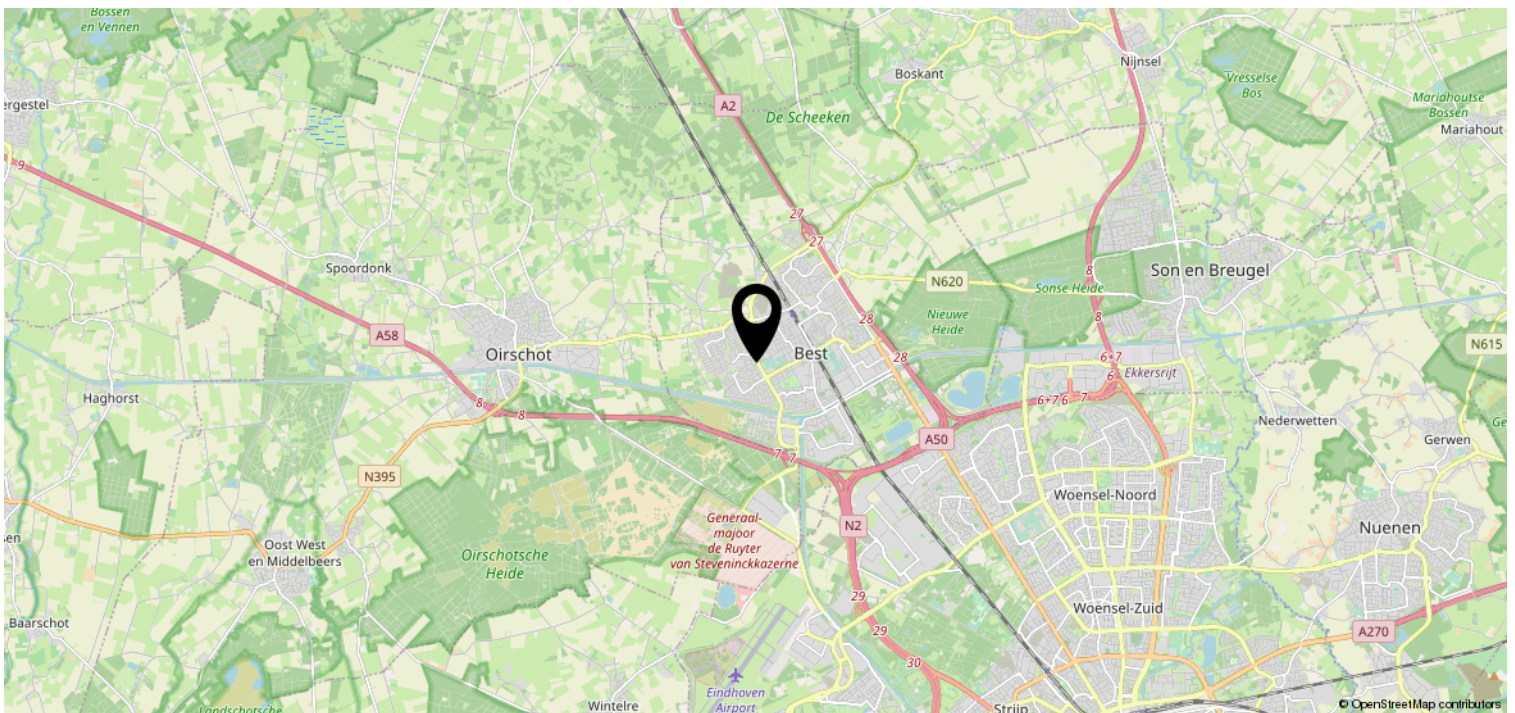 Bossen
en Vennen
ergestel
9
A2
De Scheeken
Boskant
Nijnsel
Vresselse
Bos
Mariahoutse
Bossen
Mariahout
27
27
Spoordonk
N620
Sonse Heide
8
8
Son en Breugel
Nieuwe
Heide
28
28
A58
Oirschot
Best
N615
6+7
6
Ekkersrijt
6+7
6
7
Haghorst
8
8
7
7
A50
Nederwetten
Gerwen
Ge
N395
Woensel-Noord
N2
Generaal-
majoor
de Ruyter
van Steveninckkazerne
Nuenen
sen
Oost West
en Middelbeers
Oirschotsche
Heide
29
29
30
Woensel-Zuid
Baarschot
A270
Eindhoven
Airport
Wintelre
Landschotsche
Strijp
© OpenStreetMap contributors